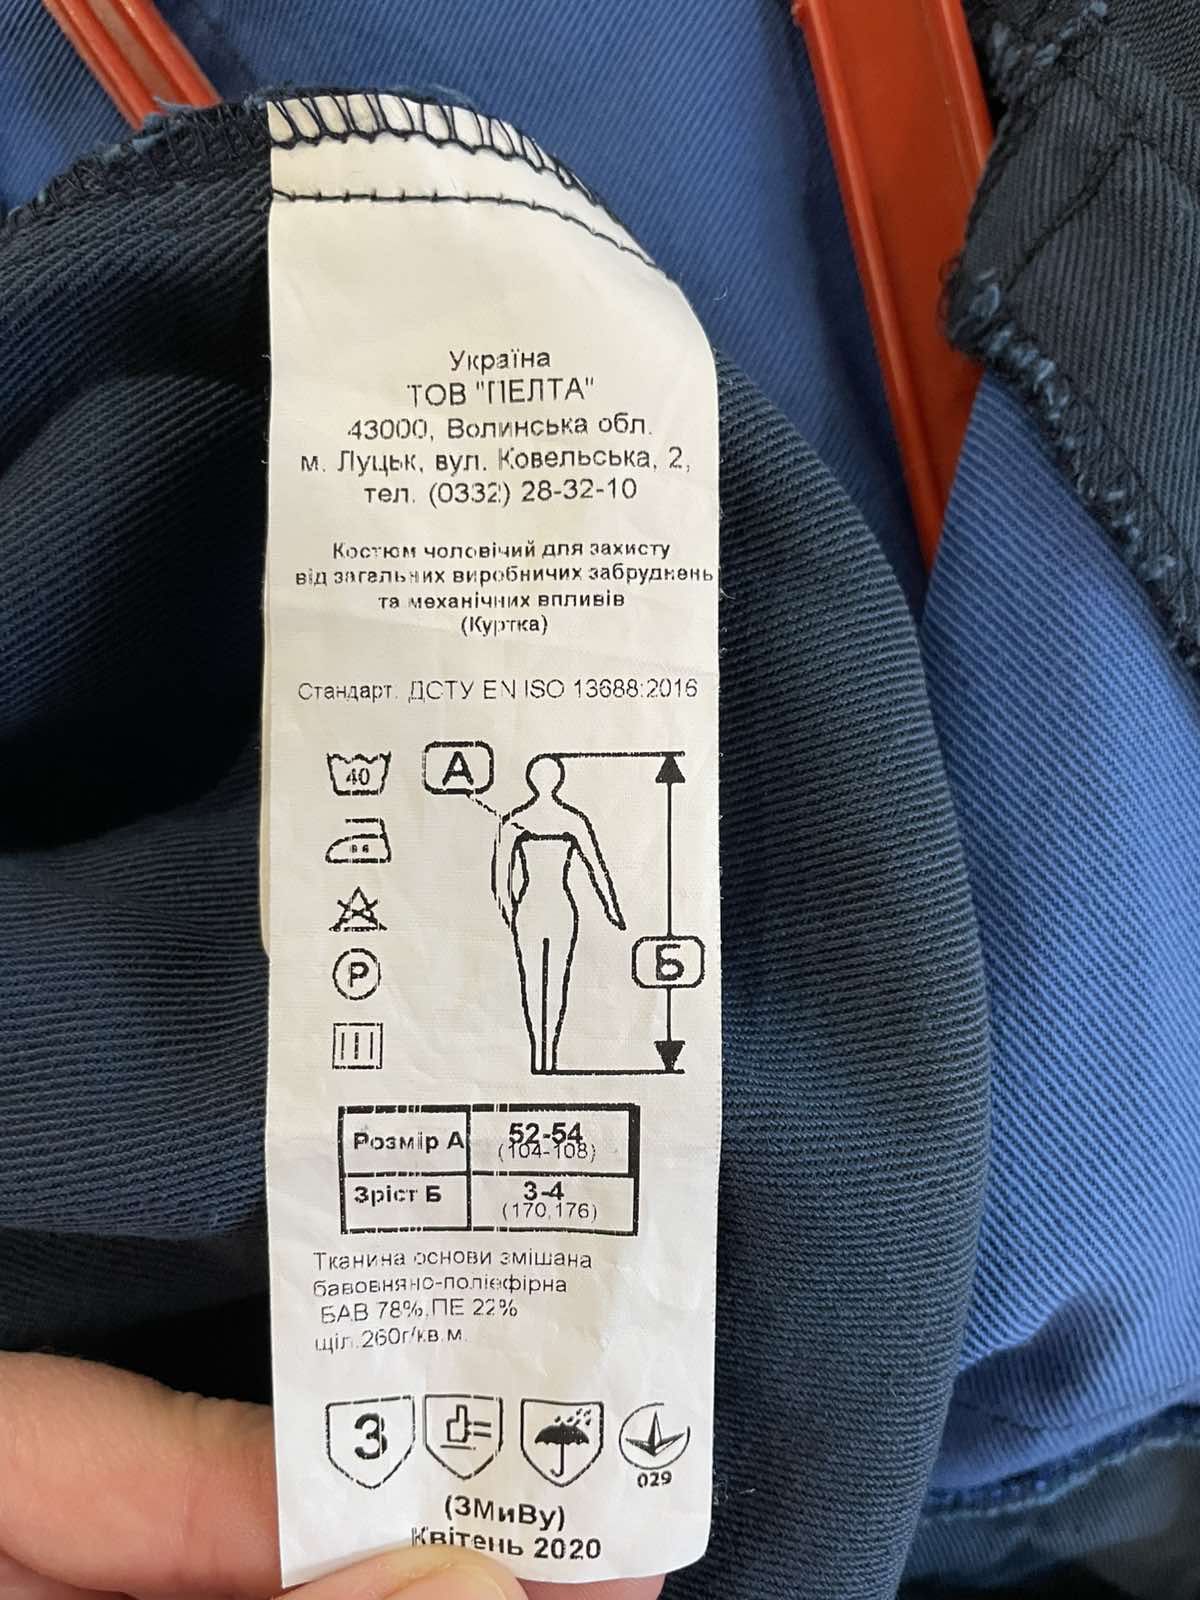 Україна
ТОВ "ПЕЛТА"
43000, Волинська обл.
м. Луцьк, вул. Ковельська, 2,
тел. (0332) 28-32-10
Костюм чоловічий для захисту
від загальних виробничих забруднень
та механічних впливів
(Куртка)
Стандарт: ДСТУ EN ISO 13688:2016
40
А
P
Б
Розмір А 52-54
(104-108)
Зріст Б 3-4
(170,176)
Тканина основи змішана
бавовняно-поліефірна
БАВ 78%,ПЕ 22%
щіл.260г/кв.м.
З
029
(ЗМиВу)
Квітень 2020